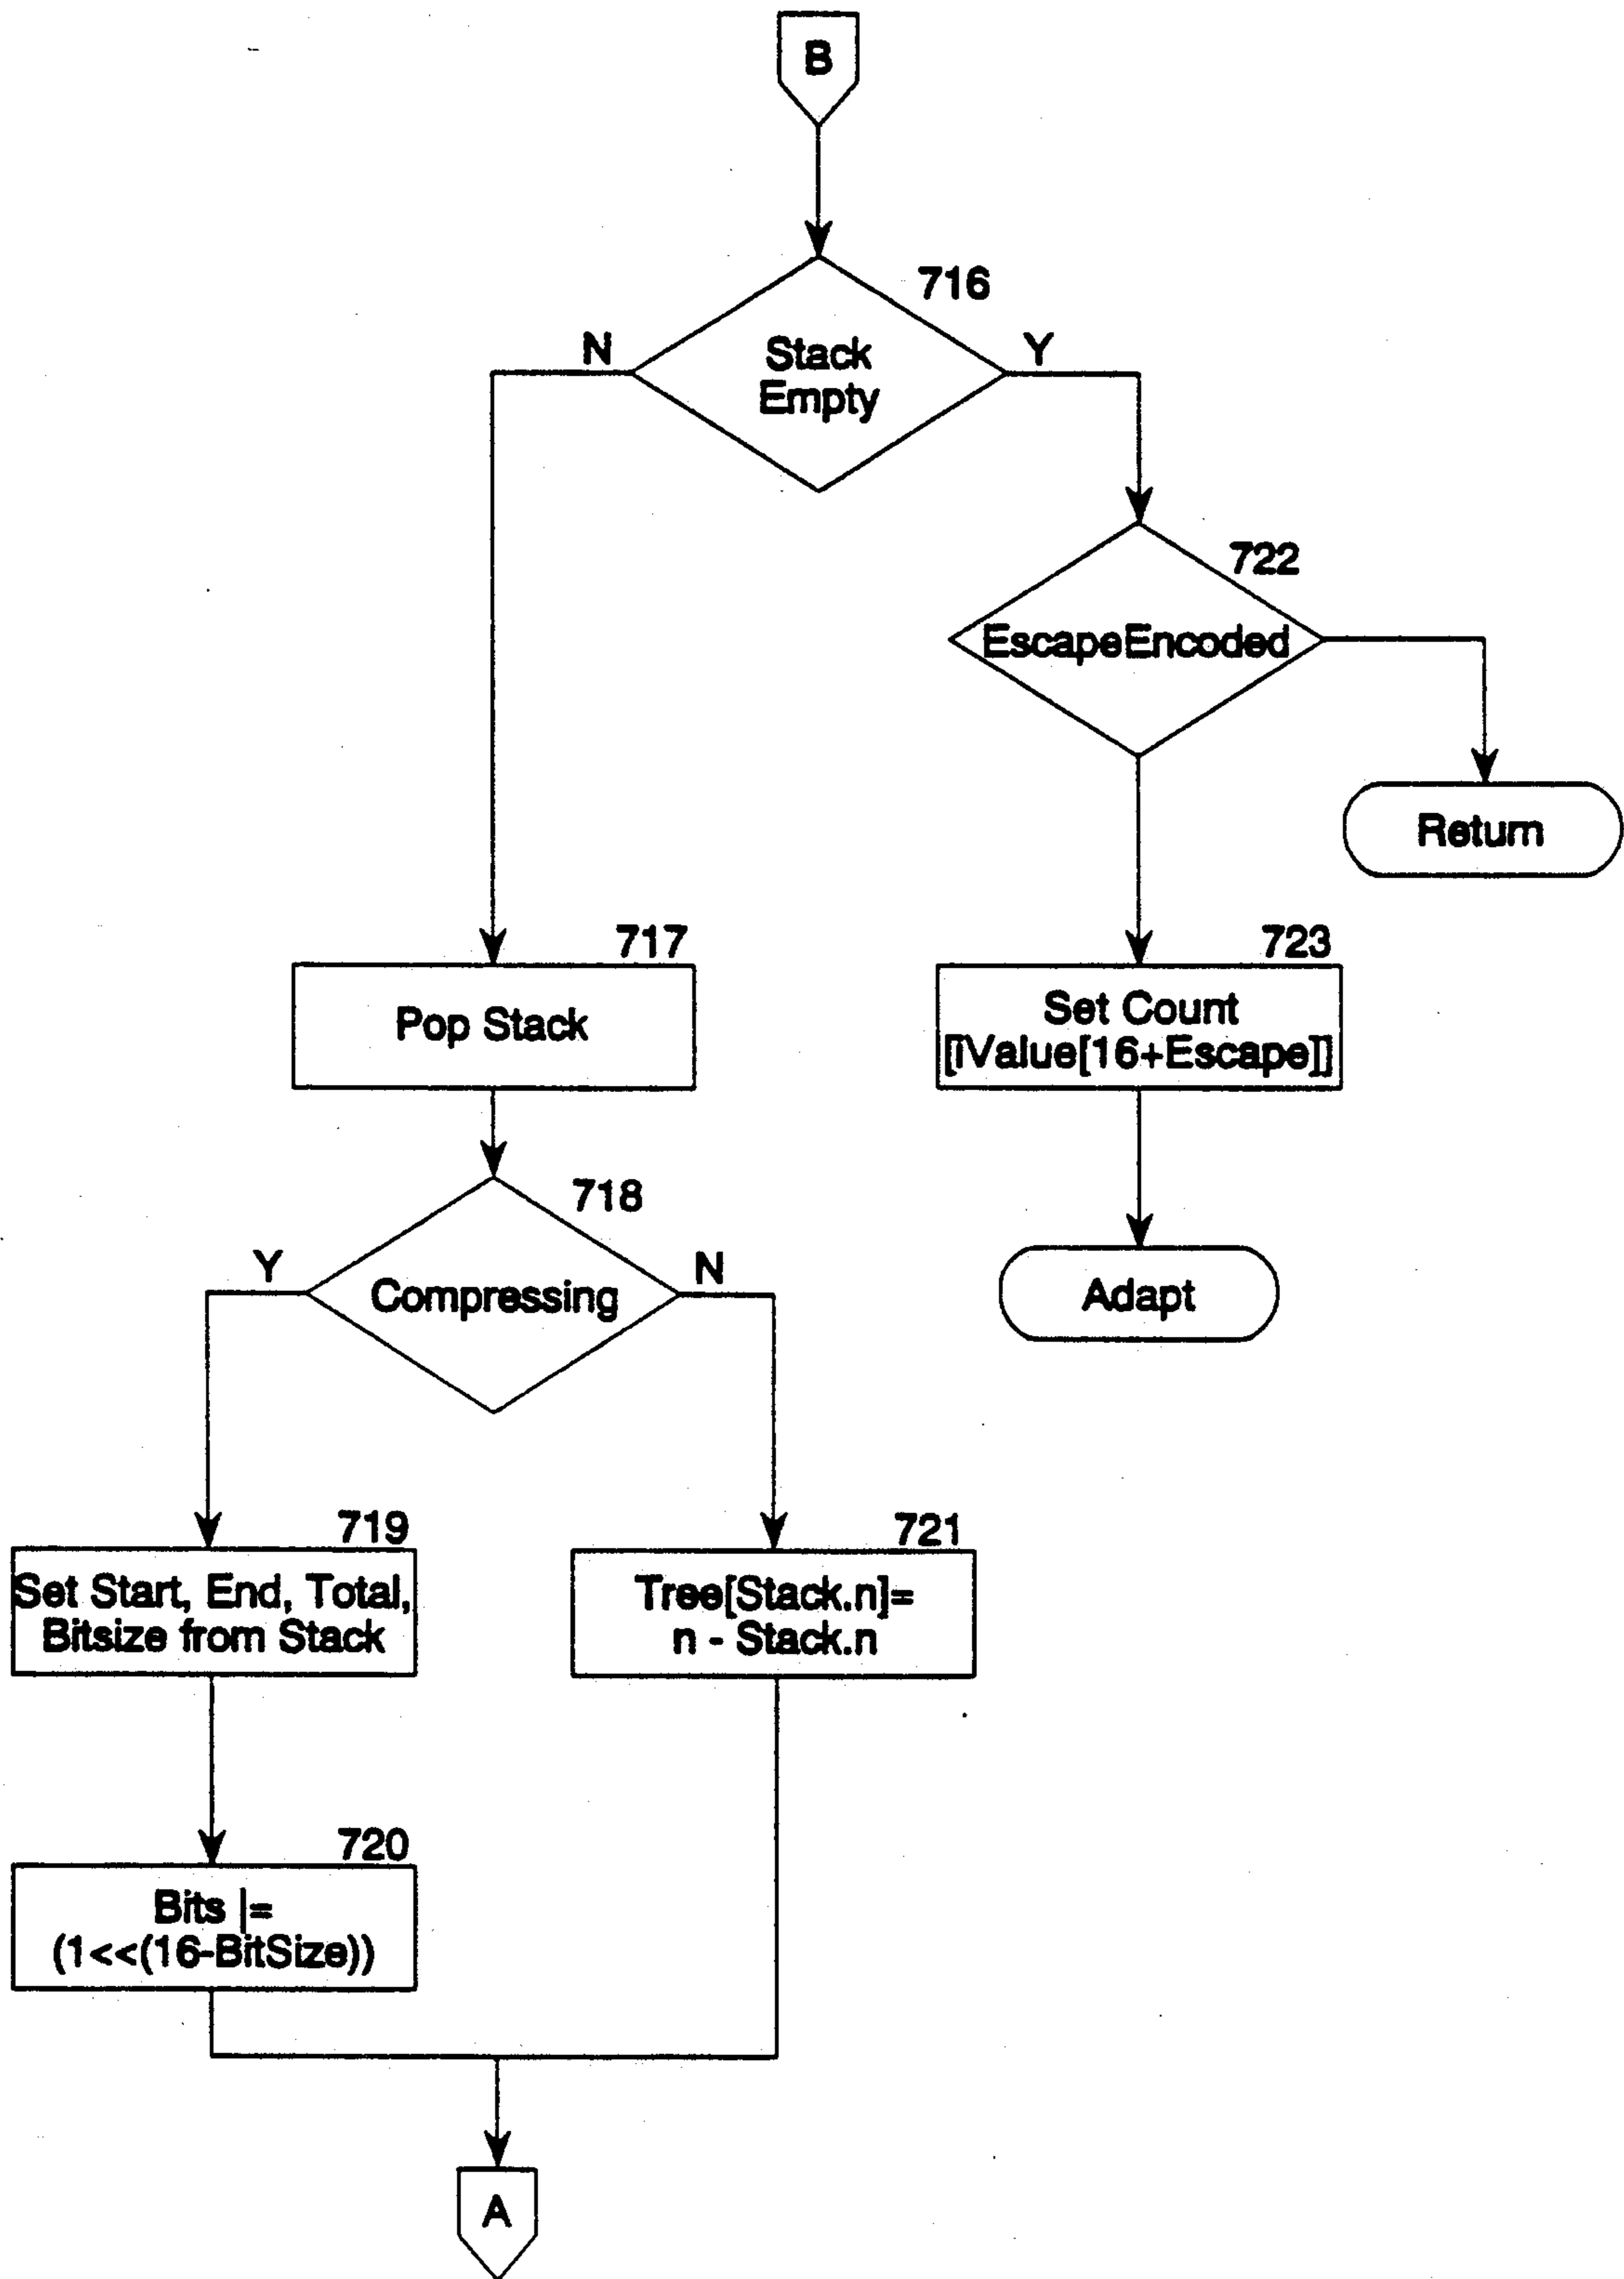 B
716
N
Y
Stack
Empty
722
EscapeEncoded
Return
717
Pop Stack
723
Set Count
[IValue[16+Escape]]
718
Y
N
Compressing
Adapt
719
Set Start, End, Total,
Bitsize from Stack
721
Tree[Stack.n]=
n - Stack.n
720
Bits |=
(1<<(16-BitSize))
A